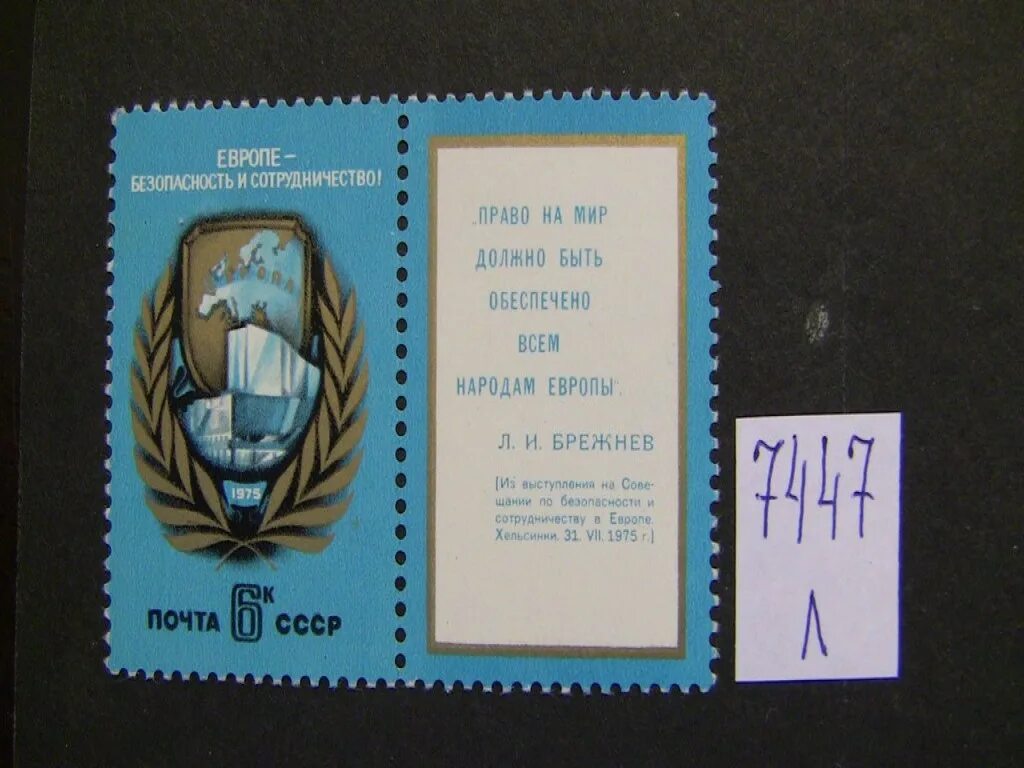 ЕВРОПЕ –
БЕЗОПАСНОСТЬ И СОТРУДНИЧЕСТВО!
ЕВРОПА
1975
ПОЧТА 6К СССР
„ПРАВО НА МИР
ДОЛЖНО БЫТЬ
ОБЕСПЕЧЕНО
ВСЕМ
НАРОДАМ ЕВРОПЫ".
Л. И. БРЕЖНЕВ
(Из выступления на Сове-
щании по безопасности и
сотрудничеству в Европе.
Хельсинки. 31. VII. 1975 г.)
7447
Л